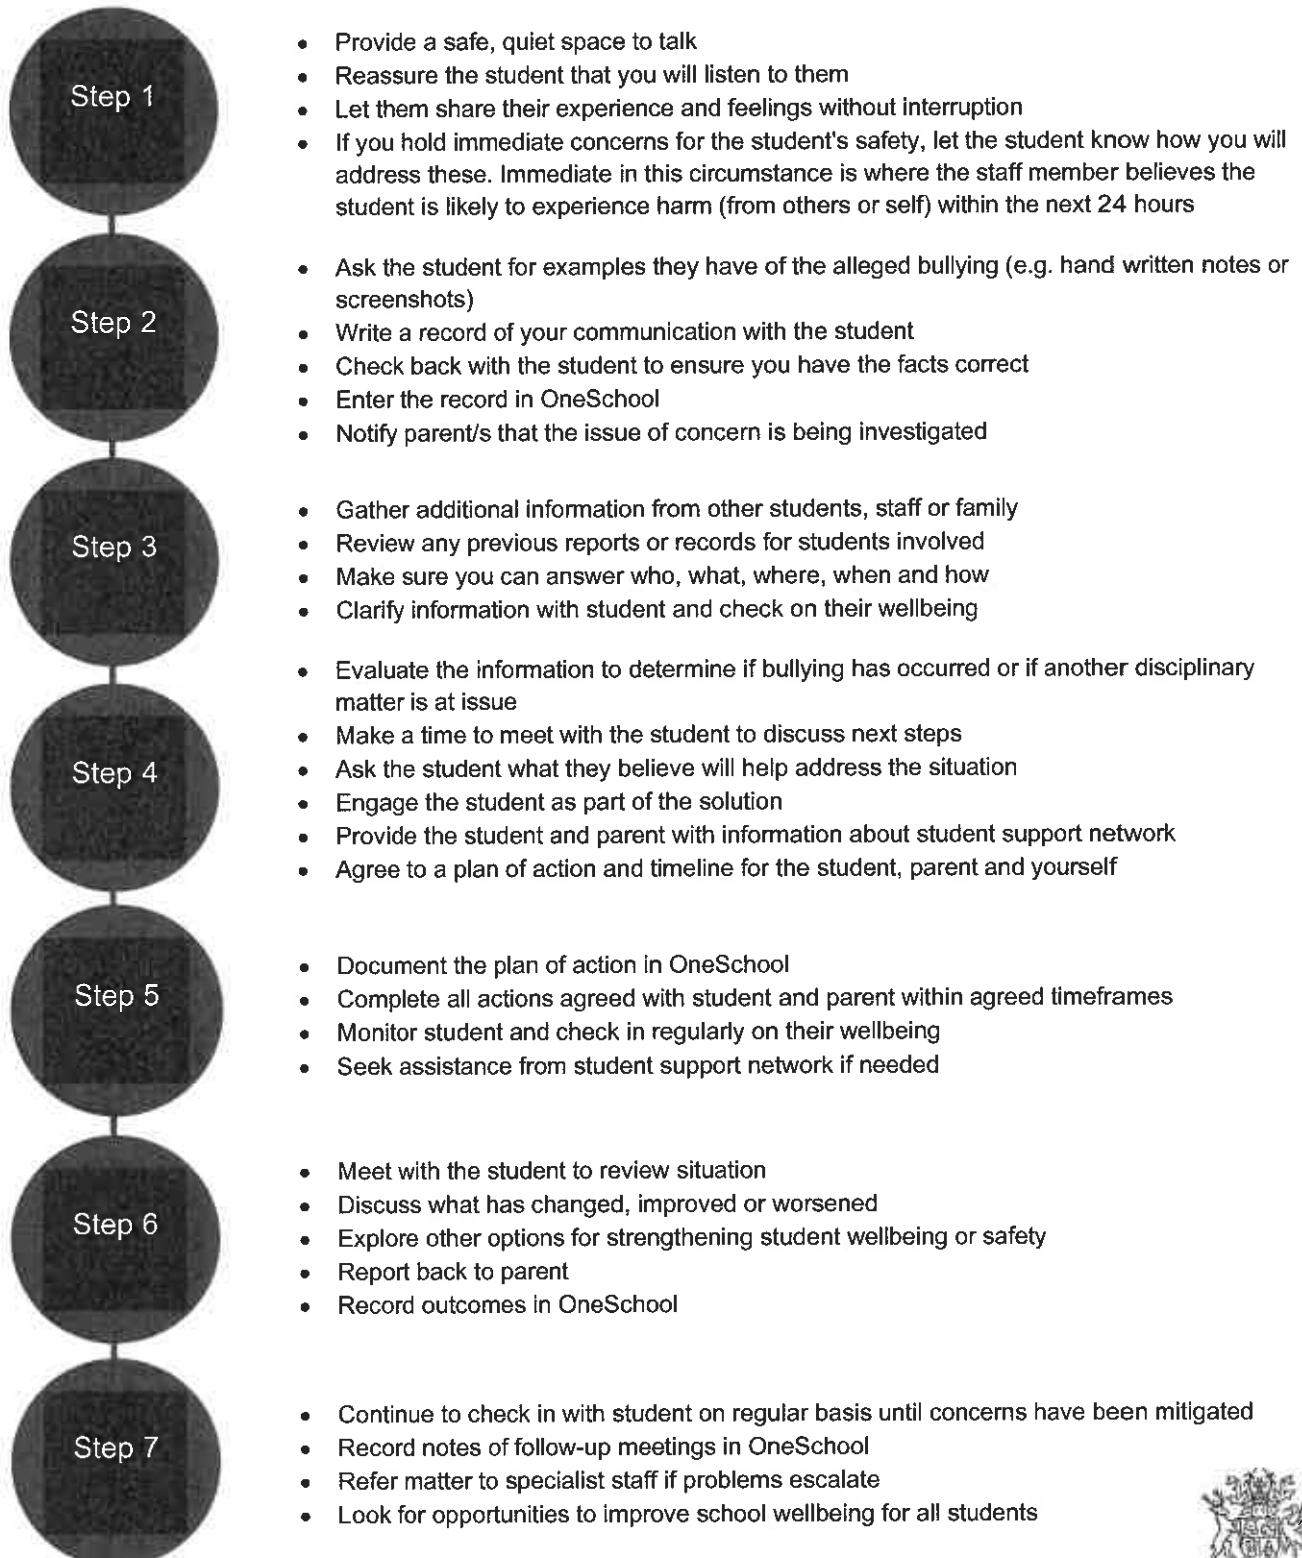 Step 1
• Provide a safe, quiet space to talk
• Reassure the student that you will listen to them
• Let them share their experience and feelings without interruption
• If you hold immediate concerns for the student's safety, let the student know how you will
address these. Immediate in this circumstance is where the staff member believes the
student is likely to experience harm (from others or self) within the next 24 hours
Step 2
• Ask the student for examples they have of the alleged bullying (e.g. hand written notes or
screenshots)
• Write a record of your communication with the student
• Check back with the student to ensure you have the facts correct
• Enter the record in OneSchool
• Notify parent/s that the issue of concern is being investigated
Step 3
• Gather additional information from other students, staff or family
• Review any previous reports or records for students involved
• Make sure you can answer who, what, where, when and how
• Clarify information with student and check on their wellbeing
Step 4
• Evaluate the information to determine if bullying has occurred or if another disciplinary
matter is at issue
• Make a time to meet with the student to discuss next steps
• Ask the student what they believe will help address the situation
• Engage the student as part of the solution
• Provide the student and parent with information about student support network
• Agree to a plan of action and timeline for the student, parent and yourself
Step 5
• Document the plan of action in OneSchool
• Complete all actions agreed with student and parent within agreed timeframes
• Monitor student and check in regularly on their wellbeing
• Seek assistance from student support network if needed
Step 6
• Meet with the student to review situation
• Discuss what has changed, improved or worsened
• Explore other options for strengthening student wellbeing or safety
• Report back to parent
• Record outcomes in OneSchool
Step 7
• Continue to check in with student on regular basis until concerns have been mitigated
• Record notes of follow-up meetings in OneSchool
• Refer matter to specialist staff if problems escalate
• Look for opportunities to improve school wellbeing for all students